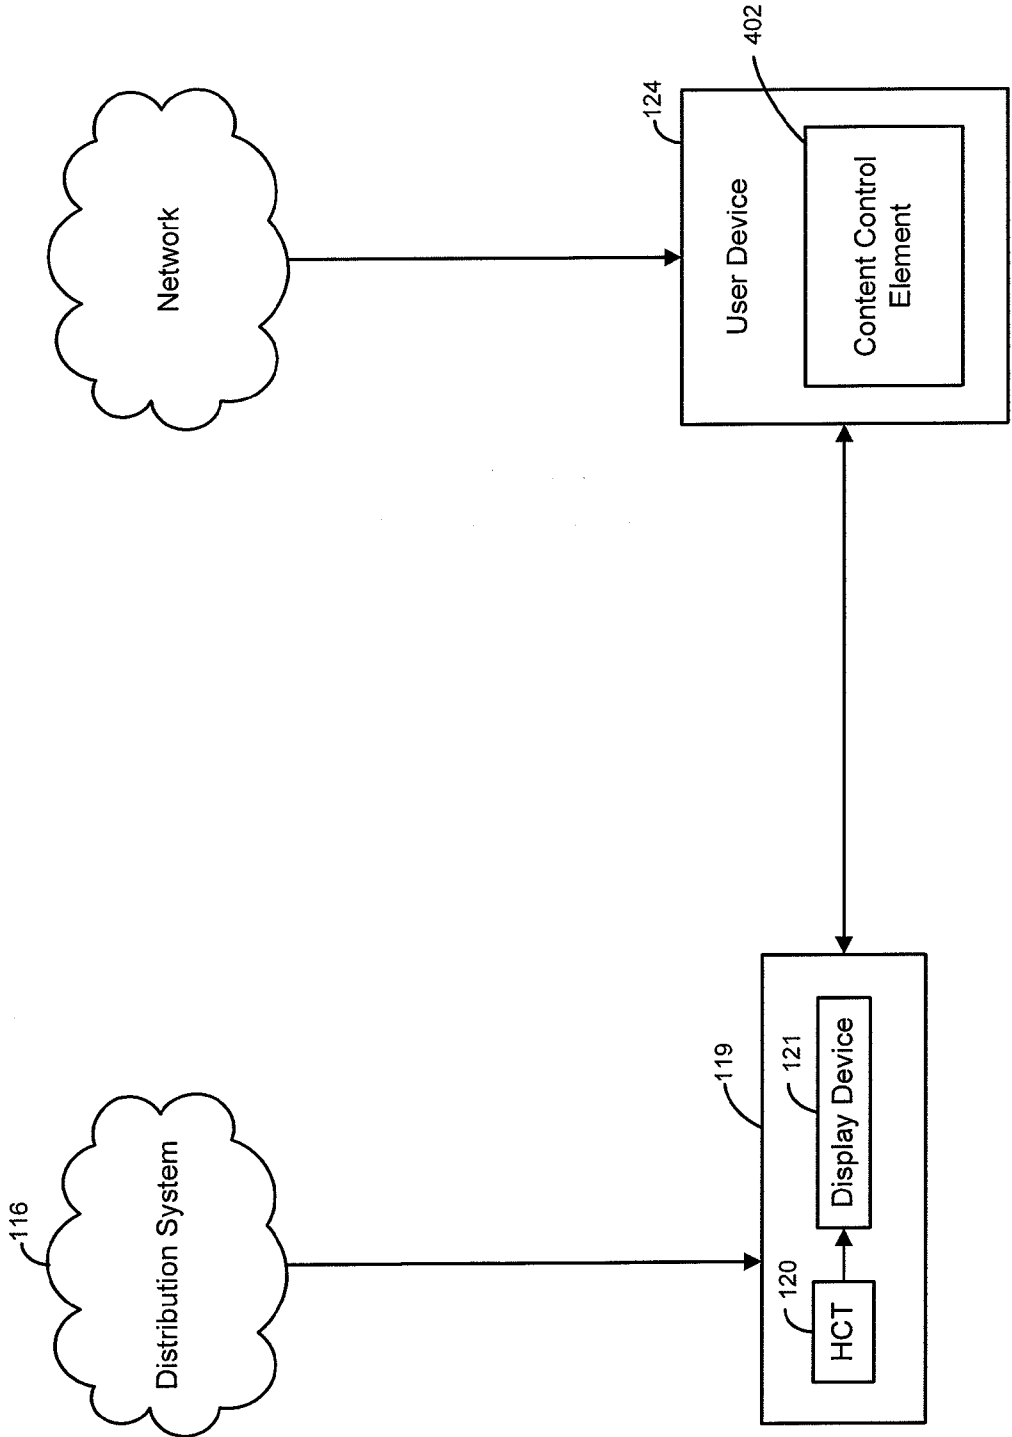 116
Distribution System
Network
119
120
HCT
121
Display Device
124
User Device
402
Content Control
Element